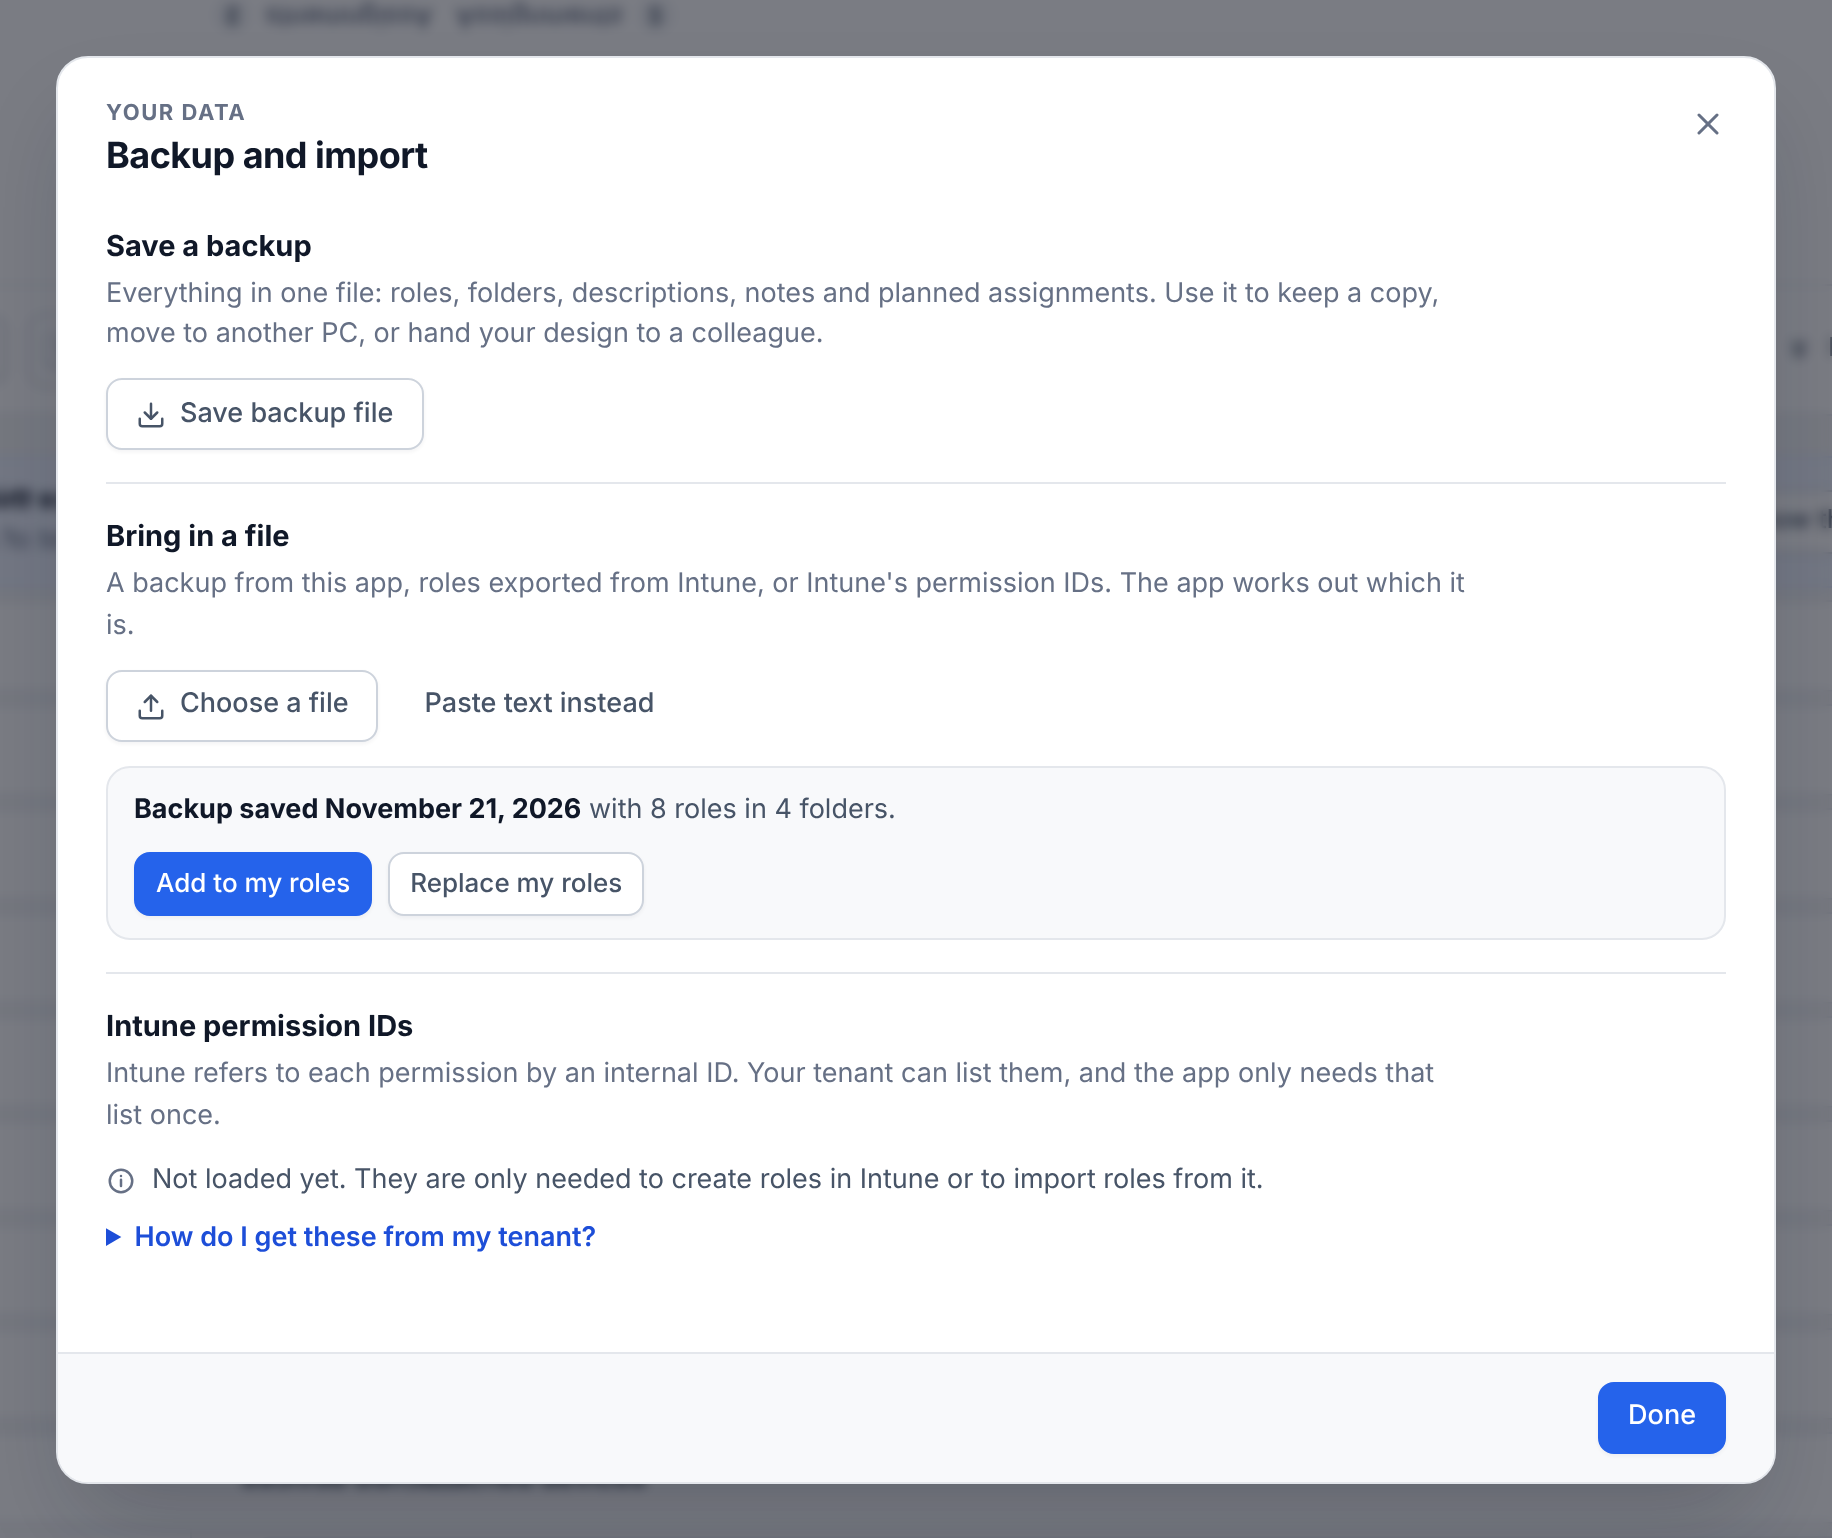 YOUR DATA
Backup and import
Save a backup
Everything in one file: roles, folders, descriptions, notes and planned assignments. Use it to keep a copy,
move to another PC, or hand your design to a colleague.
Save backup file
Bring in a file
A backup from this app, roles exported from Intune, or Intune's permission IDs. The app works out which it
is.
Choose a file Paste text instead
Backup saved November 21, 2026 with 8 roles in 4 folders.
Add to my roles Replace my roles
Intune permission IDs
Intune refers to each permission by an internal ID. Your tenant can list them, and the app only needs that
list once.
Not loaded yet. They are only needed to create roles in Intune or to import roles from it.
How do I get these from my tenant?
Done